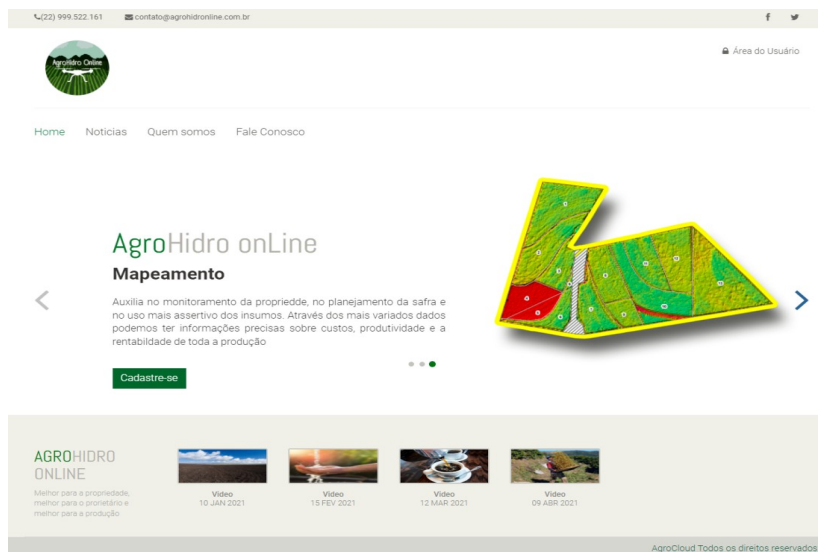 (22) 999.522.161
contato@agrohidronline.com.br
AgroHidro Online
Área do Usuário
Home
Noticias
Quem somos
Fale Conosco
AgroHidro onLine
Mapeamento
Auxilia no monitoramento da propriedde, no planejamento da safra e
no uso mais assertivo dos insumos. Através dos mais variados dados
podemos ter informações precisas sobre custos, produtividade e a
rentabildade de toda a produção
Cadastre-se
AGROHIDRO
ONLINE
Melhor para a propriedade,
melhor para o prorietário e
melhor para a produção
Video
10 JAN 2021
Video
15 FEV 2021
Video
12 MAR 2021
Video
09 ABR 2021
AgroCloud Todos os direitos reservados